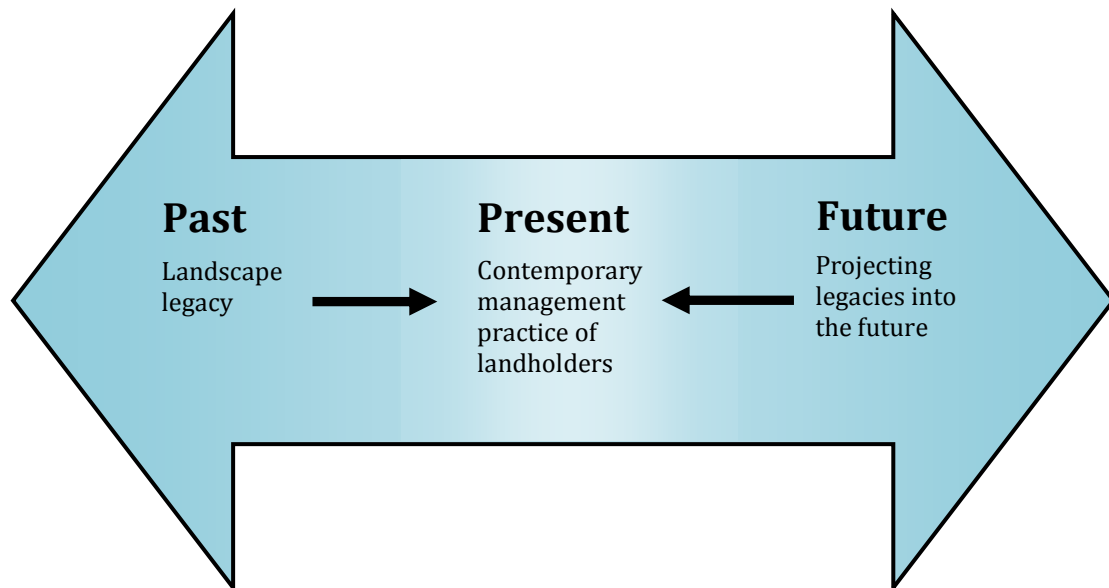 Past
Landscape
legacy
Present
Contemporary
management
practice of
landholders
Future
Projecting
legacies into
the future